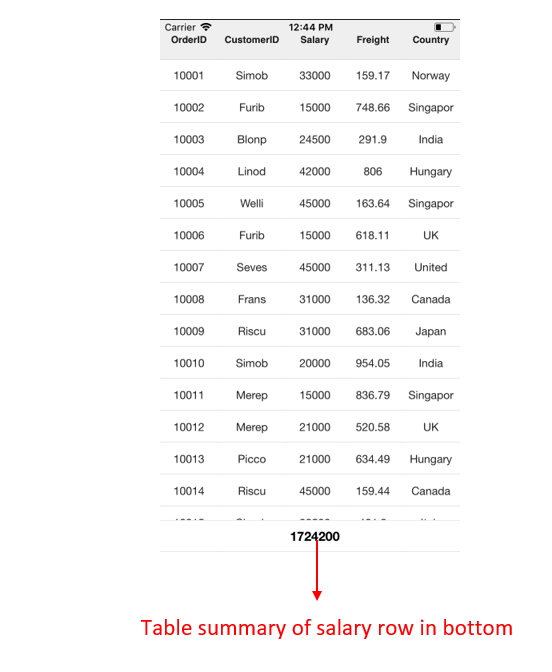 Carrier 12:44 PM
OrderID CustomerID Salary Freight Country
10001 Simob 33000 159.17 Norway
10002 Furib 15000 748.66 Singapor
10003 Blonp 24500 291.9 India
10004 Linod 42000 806 Hungary
10005 Welli 45000 163.64 Singapor
10006 Furib 15000 618.11 UK
10007 Seves 45000 311.13 United
10008 Frans 31000 136.32 Canada
10009 Riscu 31000 683.06 Japan
10010 Simob 20000 954.05 India
10011 Merep 15000 836.79 Singapor
10012 Merep 21000 520.58 UK
10013 Picco 21000 634.49 Hungary
10014 Riscu 45000 159.44 Canada
1724200
Table summary of salary row in bottom